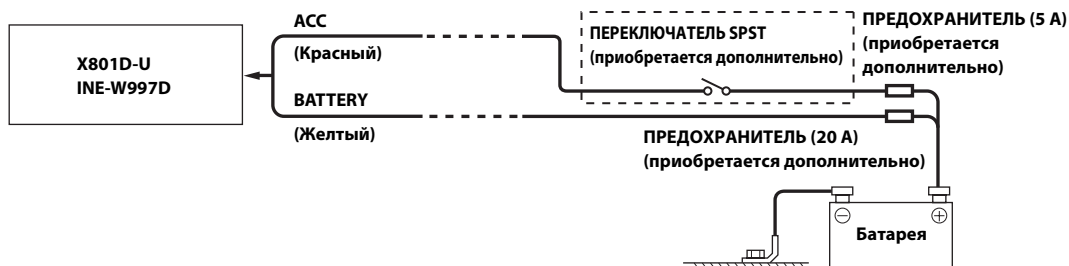 X801D-U
INE-W997D
ACC
(Красный)
BATTERY
(Желтый)
ПЕРЕКЛЮЧАТЕЛЬ SPST
(приобретается дополнительно)
ПРЕДОХРАНИТЕЛЬ (5 А)
(приобретается
дополнительно)
ПРЕДОХРАНИТЕЛЬ (20 А)
(приобретается дополнительно)
Батарея